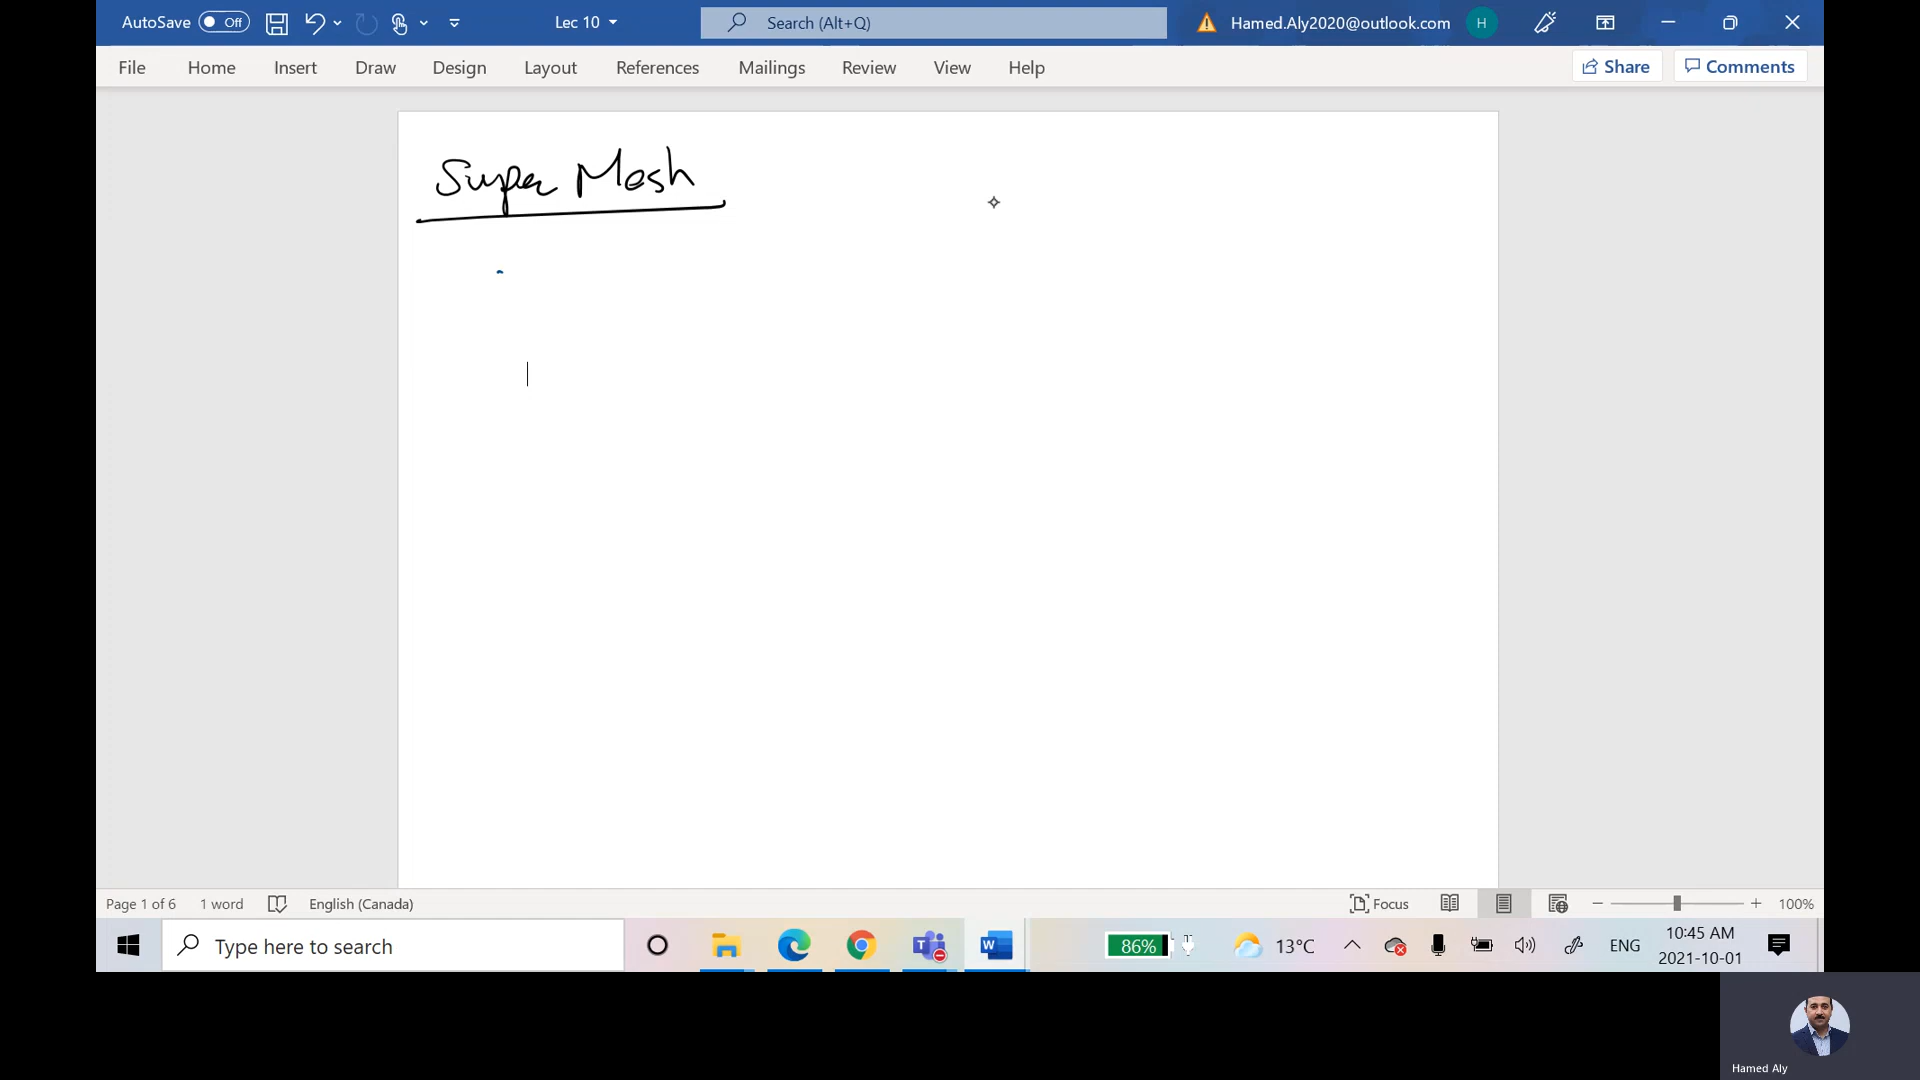 AutoSave Off Lec 10 Search (Alt+Q) Hamed.Aly2020@outlook.com H
File Home Insert Draw Design Layout References Mailings Review View Help Share Comments
Super Mesh
Page 1 of 6 1 word English (Canada) Focus 100%
Type here to search 86% 13°C ENG 10:45 AM
2021-10-01
Hamed Aly